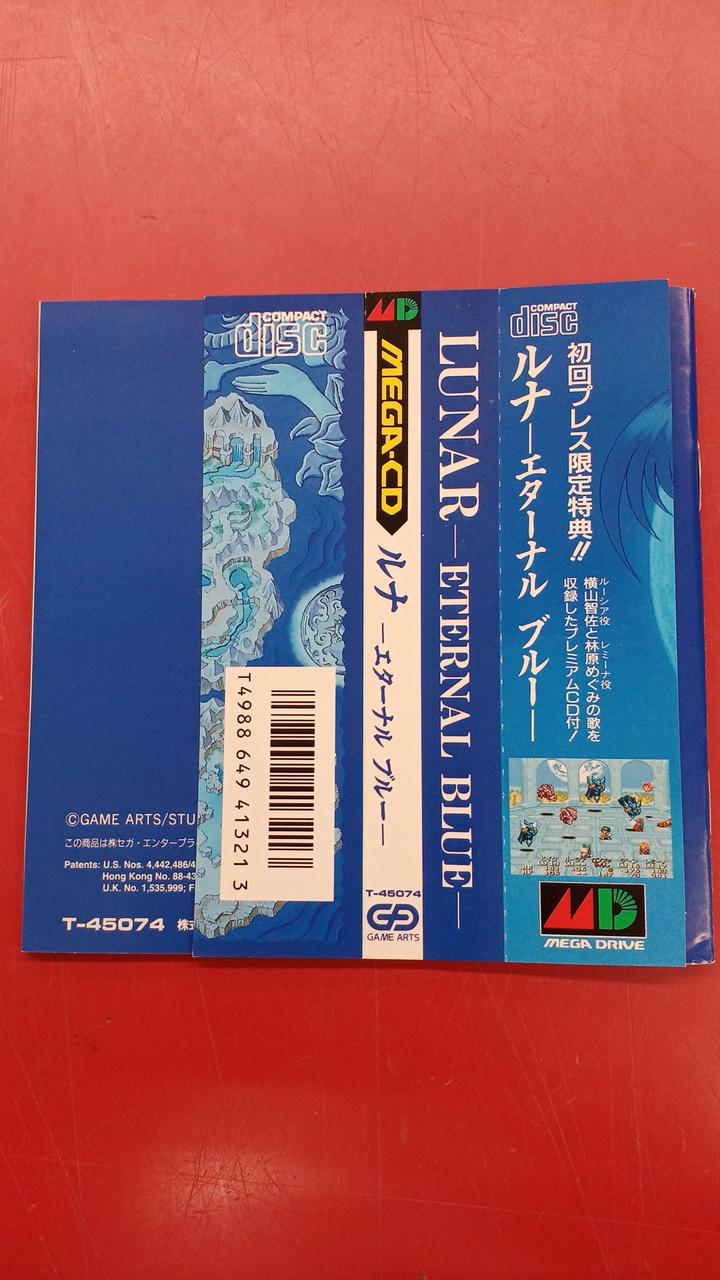 COMPACT
disc
初回プレス限定特典!!
ルーシア役 レミーナ役
横山智佐と林原めぐみの歌を
収録したプレミアムCD付!
ルナ―エターナル ブルー―
MD
MEGA DRIVE
LUNAR―ETERNAL BLUE―
MD
MEGA-CD
ルナ ―エターナル ブルー―
T-45074
GAME ARTS
COMPACT
disc
T4988 649 41321 3
©GAME ARTS/STU
この商品は株セガ・エンタープラ
Patents: U.S. Nos. 4,442,486/4
Hong Kong No. 88-43
U.K. No. 1,535,999; F
T-45074 株式